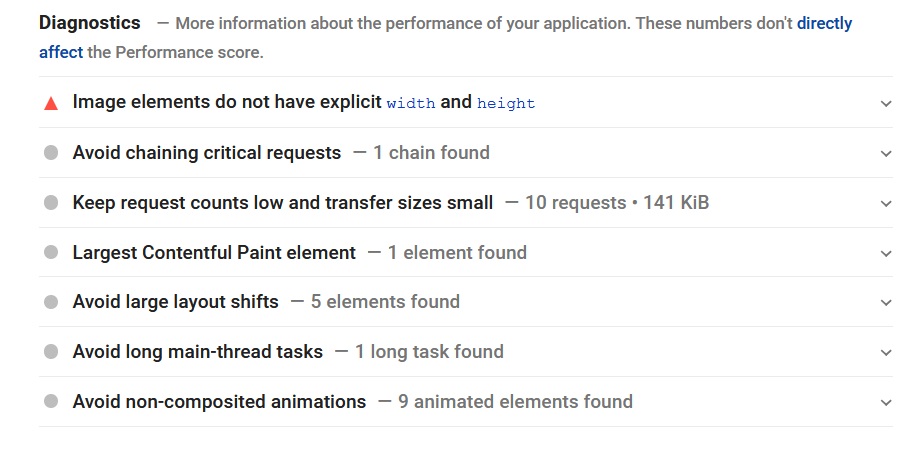 Diagnostics — More information about the performance of your application. These numbers don't directly
affect the Performance score.
Image elements do not have explicit width and height
Avoid chaining critical requests — 1 chain found
Keep request counts low and transfer sizes small — 10 requests • 141 KiB
Largest Contentful Paint element — 1 element found
Avoid large layout shifts — 5 elements found
Avoid long main-thread tasks — 1 long task found
Avoid non-composited animations — 9 animated elements found